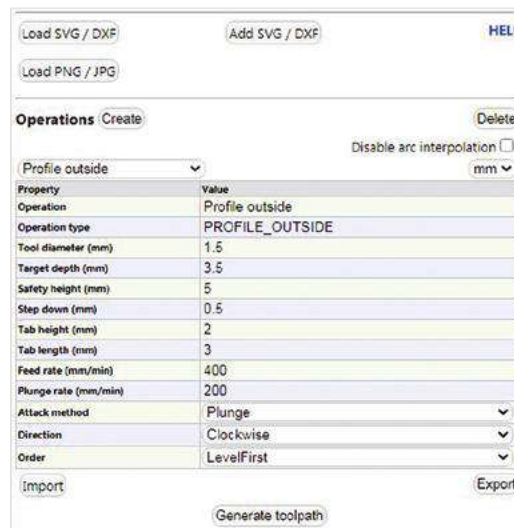 Load SVG / DXF Add SVG / DXF HEL
Load PNG / JPG
Operations Create Delete
Disable arc interpolation
Profile outside mm
Property Value
Operation Profile outside
Operation type PROFILE_OUTSIDE
Tool diameter (mm) 1.5
Target depth (mm) 3.5
Safety height (mm) 5
Step down (mm) 0.5
Tab height (mm) 2
Tab length (mm) 3
Feed rate (mm/min) 400
Plunge rate (mm/min) 200
Attack method Plunge
Direction Clockwise
Order LevelFirst
Import Export
Generate toolpath